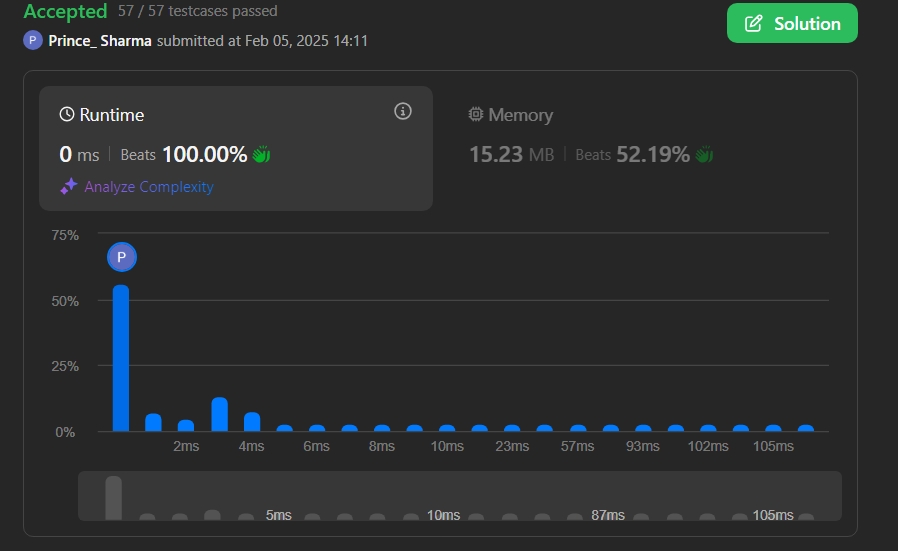 Accepted 57 / 57 testcases passed
Solution
P Prince_ Sharma submitted at Feb 05, 2025 14:11
Runtime
0 ms | Beats 100.00%
Analyze Complexity
Memory
15.23 MB | Beats 52.19%
75%
P
50%
25%
0%
2ms 4ms 6ms 8ms 10ms 23ms 57ms 93ms 102ms 105ms
5ms 10ms 87ms 105ms